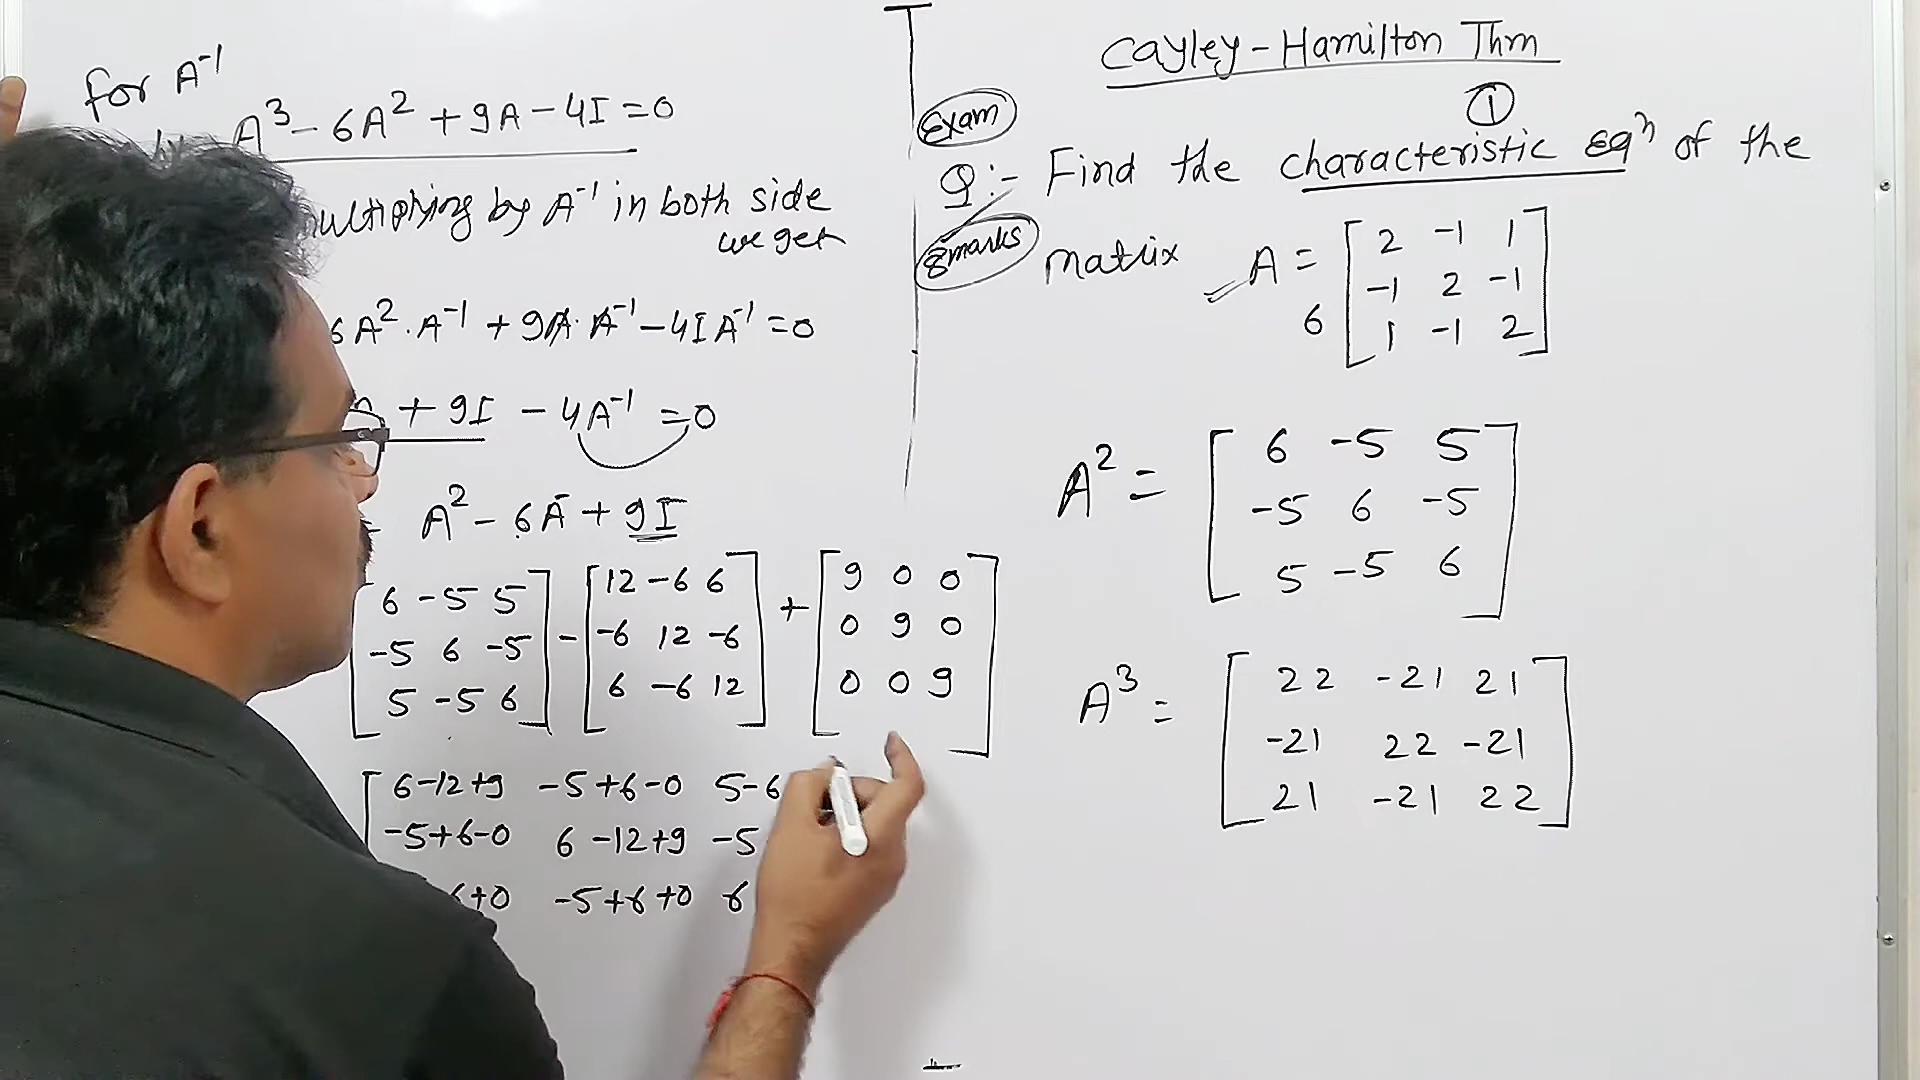 for A⁻¹
A³ - 6A² + 9A - 4I = 0
multiplying by A⁻¹ in both side
we get
6A².A⁻¹ + 9A.A⁻¹ - 4IA⁻¹ = 0
+ 9I - 4A⁻¹ = 0
A² - 6A + 9I
6 -5 5
-5 6 -5
5 -5 6
-
12 -6 6
-6 12 -6
6 -6 12
+
9 0 0
0 9 0
0 0 9
6-12+9 -5+6-0 5-6
-5+6-0 6-12+9 -5
+0 -5+6+0 6
Cayley-Hamilton Thm
①
Exam
Q:- Find the characteristic eqⁿ of the
8marks
matrix A =
2 -1 1
-1 2 -1
6
1 -1 2
A² =
6 -5 5
-5 6 -5
5 -5 6
A³ =
22 -21 21
-21 22 -21
21 -21 22